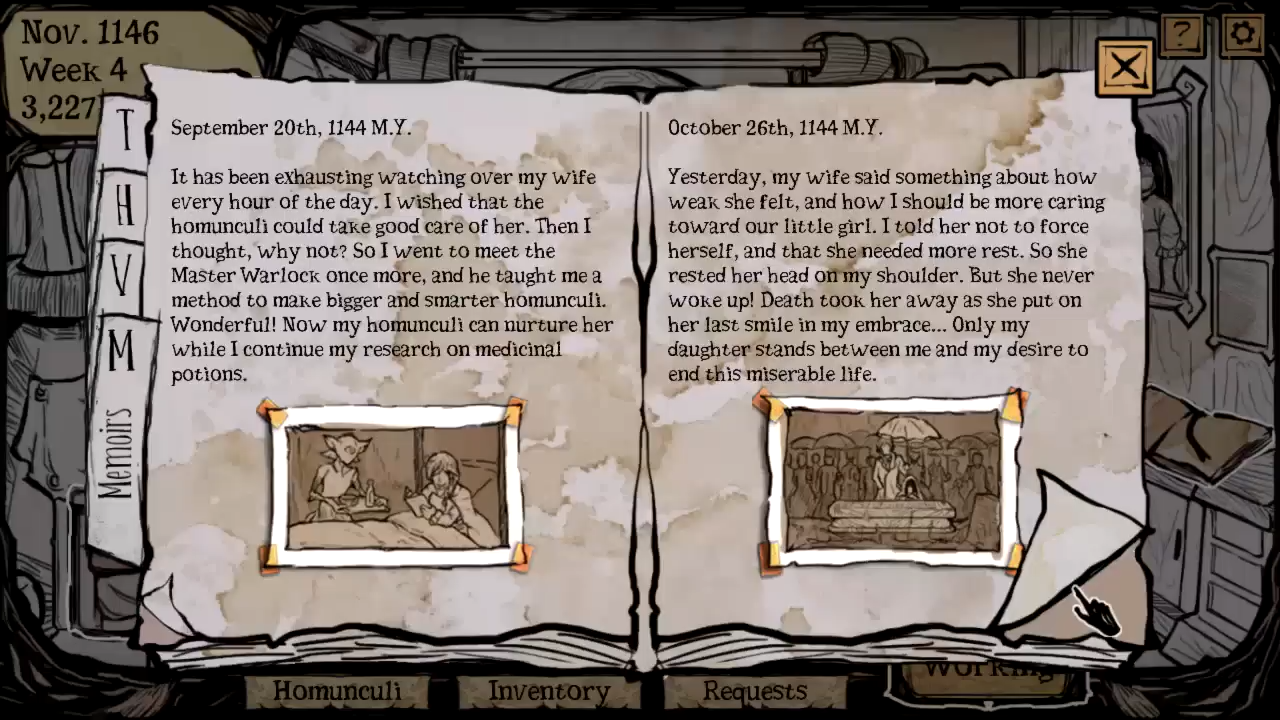 Nov. 1146
Week 4
3,227
?
T
H
V
M
Memoirs
September 20th, 1144 M.Y.
It has been exhausting watching over my wife
every hour of the day. I wished that the
homunculi could take good care of her. Then I
thought, why not? So I went to meet the
Master Warlock once more, and he taught me a
method to make bigger and smarter homunculi.
Wonderful! Now my homunculi can nurture her
while I continue my research on medicinal
potions.
October 26th, 1144 M.Y.
Yesterday, my wife said something about how
weak she felt, and how I should be more caring
toward our little girl. I told her not to force
herself, and that she needed more rest. So she
rested her head on my shoulder. But she never
woke up! Death took her away as she put on
her last smile in my embrace... Only my
daughter stands between me and my desire to
end this miserable life.
Homunculi
Inventory
Requests
Working